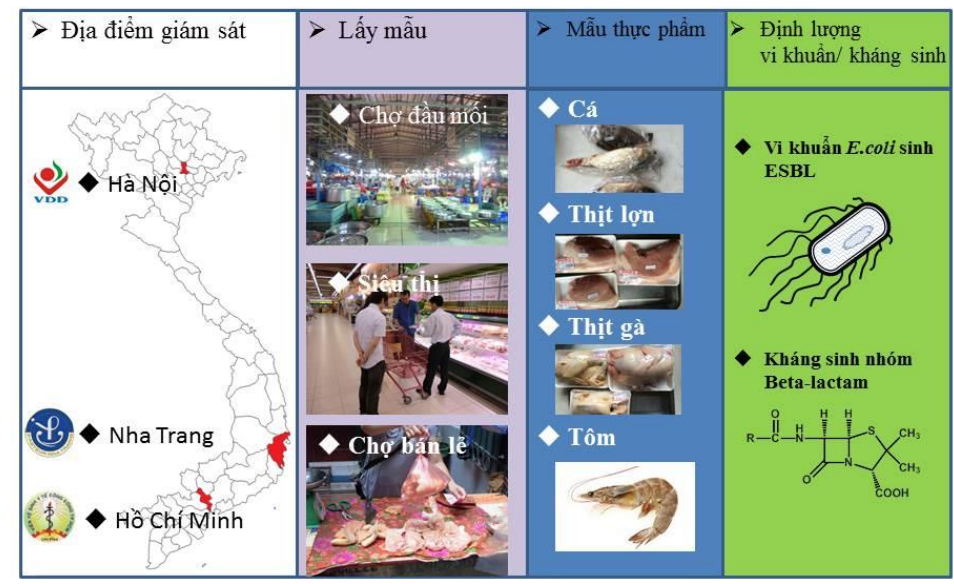 ➢ Địa điểm giám sát
➢ Lấy mẫu
➢ Mẫu thực phẩm
➢ Định lượng
vi khuẩn/ kháng sinh
VDD
◆ Hà Nội
◆ Nha Trang
◆ Hồ Chí Minh
◆ Chợ đầu mối
◆ Siêu thị
◆ Chợ bán lẻ
◆ Cá
◆ Thịt lợn
◆ Thịt gà
◆ Tôm
◆ Vi khuẩn E.coli sinh
ESBL
◆ Kháng sinh nhóm
Beta-lactam
O H H H
R C N S CH₃
N CH₃
O COOH